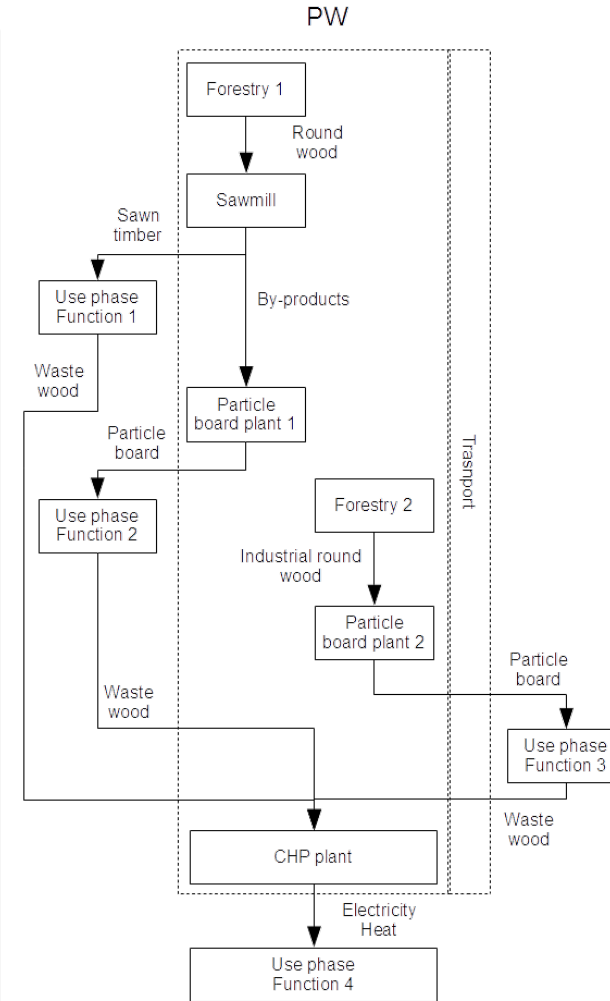 PW
Forestry 1
Round
wood
Sawmill
Sawn
timber
Use phase
Function 1
By-products
Waste
wood
Particle
board plant 1
Particle
board
Trasnport
Use phase
Function 2
Forestry 2
Industrial round
wood
Particle
board plant 2
Particle
board
Waste
wood
Use phase
Function 3
Waste
wood
CHP plant
Electricity
Heat
Use phase
Function 4